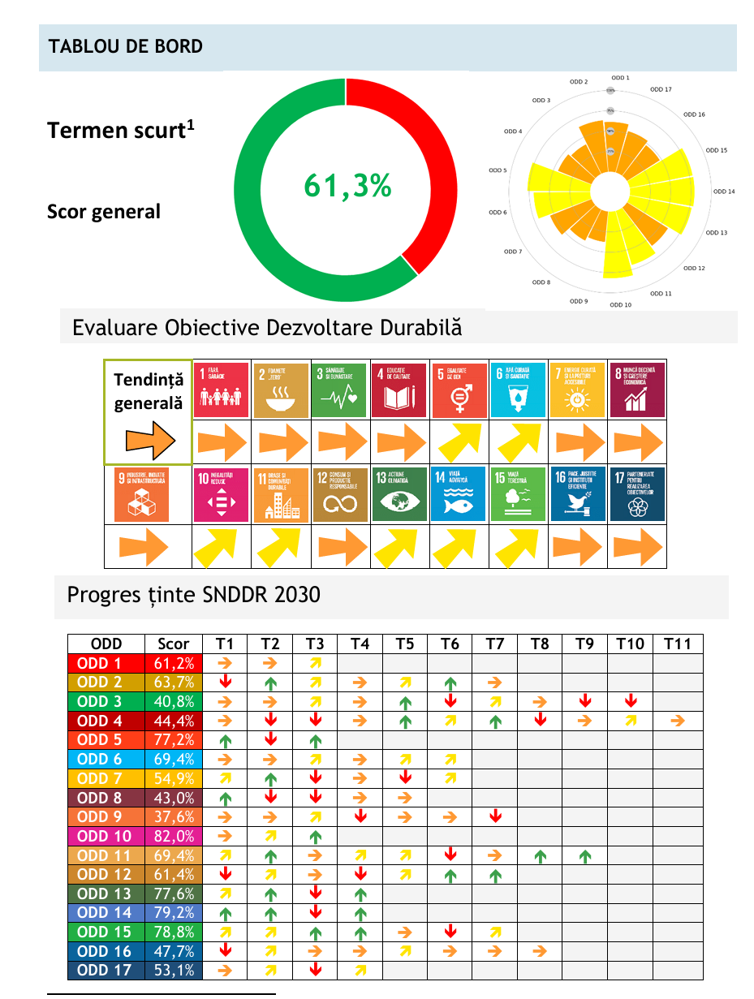 TABLOU DE BORD
Termen scurt1
Scor general
61,3%
ODD 1
ODD 2
ODD 3
ODD 4
ODD 5
ODD 6
ODD 7
ODD 8
ODD 9
ODD 10
ODD 11
ODD 12
ODD 13
ODD 14
ODD 15
ODD 16
ODD 17
100%
75%
50%
25%
Evaluare Obiective Dezvoltare Durabilă
Tendință
generală
1 FĂRĂ
SĂRĂCIE
2 FOAMETE
„ZERO”
3 SĂNĂTATE
ȘI BUNĂSTARE
4 EDUCAȚIE
DE CALITATE
5 EGALITATE
DE GEN
6 APĂ CURATĂ
ȘI SANITAȚIE
7 ENERGIE CURATĂ
ȘI LA PREȚURI
ACCESIBILE
8 MUNCĂ DECENTĂ
ȘI CREȘTERE
ECONOMICĂ
9 INDUSTRIE, INOVAȚIE
ȘI INFRASTRUCTURĂ
10 INEGALITĂȚI
REDUSE
11 ORAȘE ȘI
COMUNITĂȚI
DURABILE
12 CONSUM ȘI
PRODUCȚIE
RESPONSABILE
13 ACȚIUNE
CLIMATICĂ
14 VIAȚA
ACVATICĂ
15 VIAȚA
TERESTRĂ
16 PACE, JUSTIȚIE
ȘI INSTITUȚII
EFICIENTE
17 PARTENERIATE
PENTRU
REALIZAREA
OBIECTIVELOR
Progres ținte SNDDR 2030
ODD Scor T1 T2 T3 T4 T5 T6 T7 T8 T9 T10 T11
ODD 1 61,2%
ODD 2 63,7%
ODD 3 40,8%
ODD 4 44,4%
ODD 5 77,2%
ODD 6 69,4%
ODD 7 54,9%
ODD 8 43,0%
ODD 9 37,6%
ODD 10 82,0%
ODD 11 69,4%
ODD 12 61,4%
ODD 13 77,6%
ODD 14 79,2%
ODD 15 78,8%
ODD 16 47,7%
ODD 17 53,1%